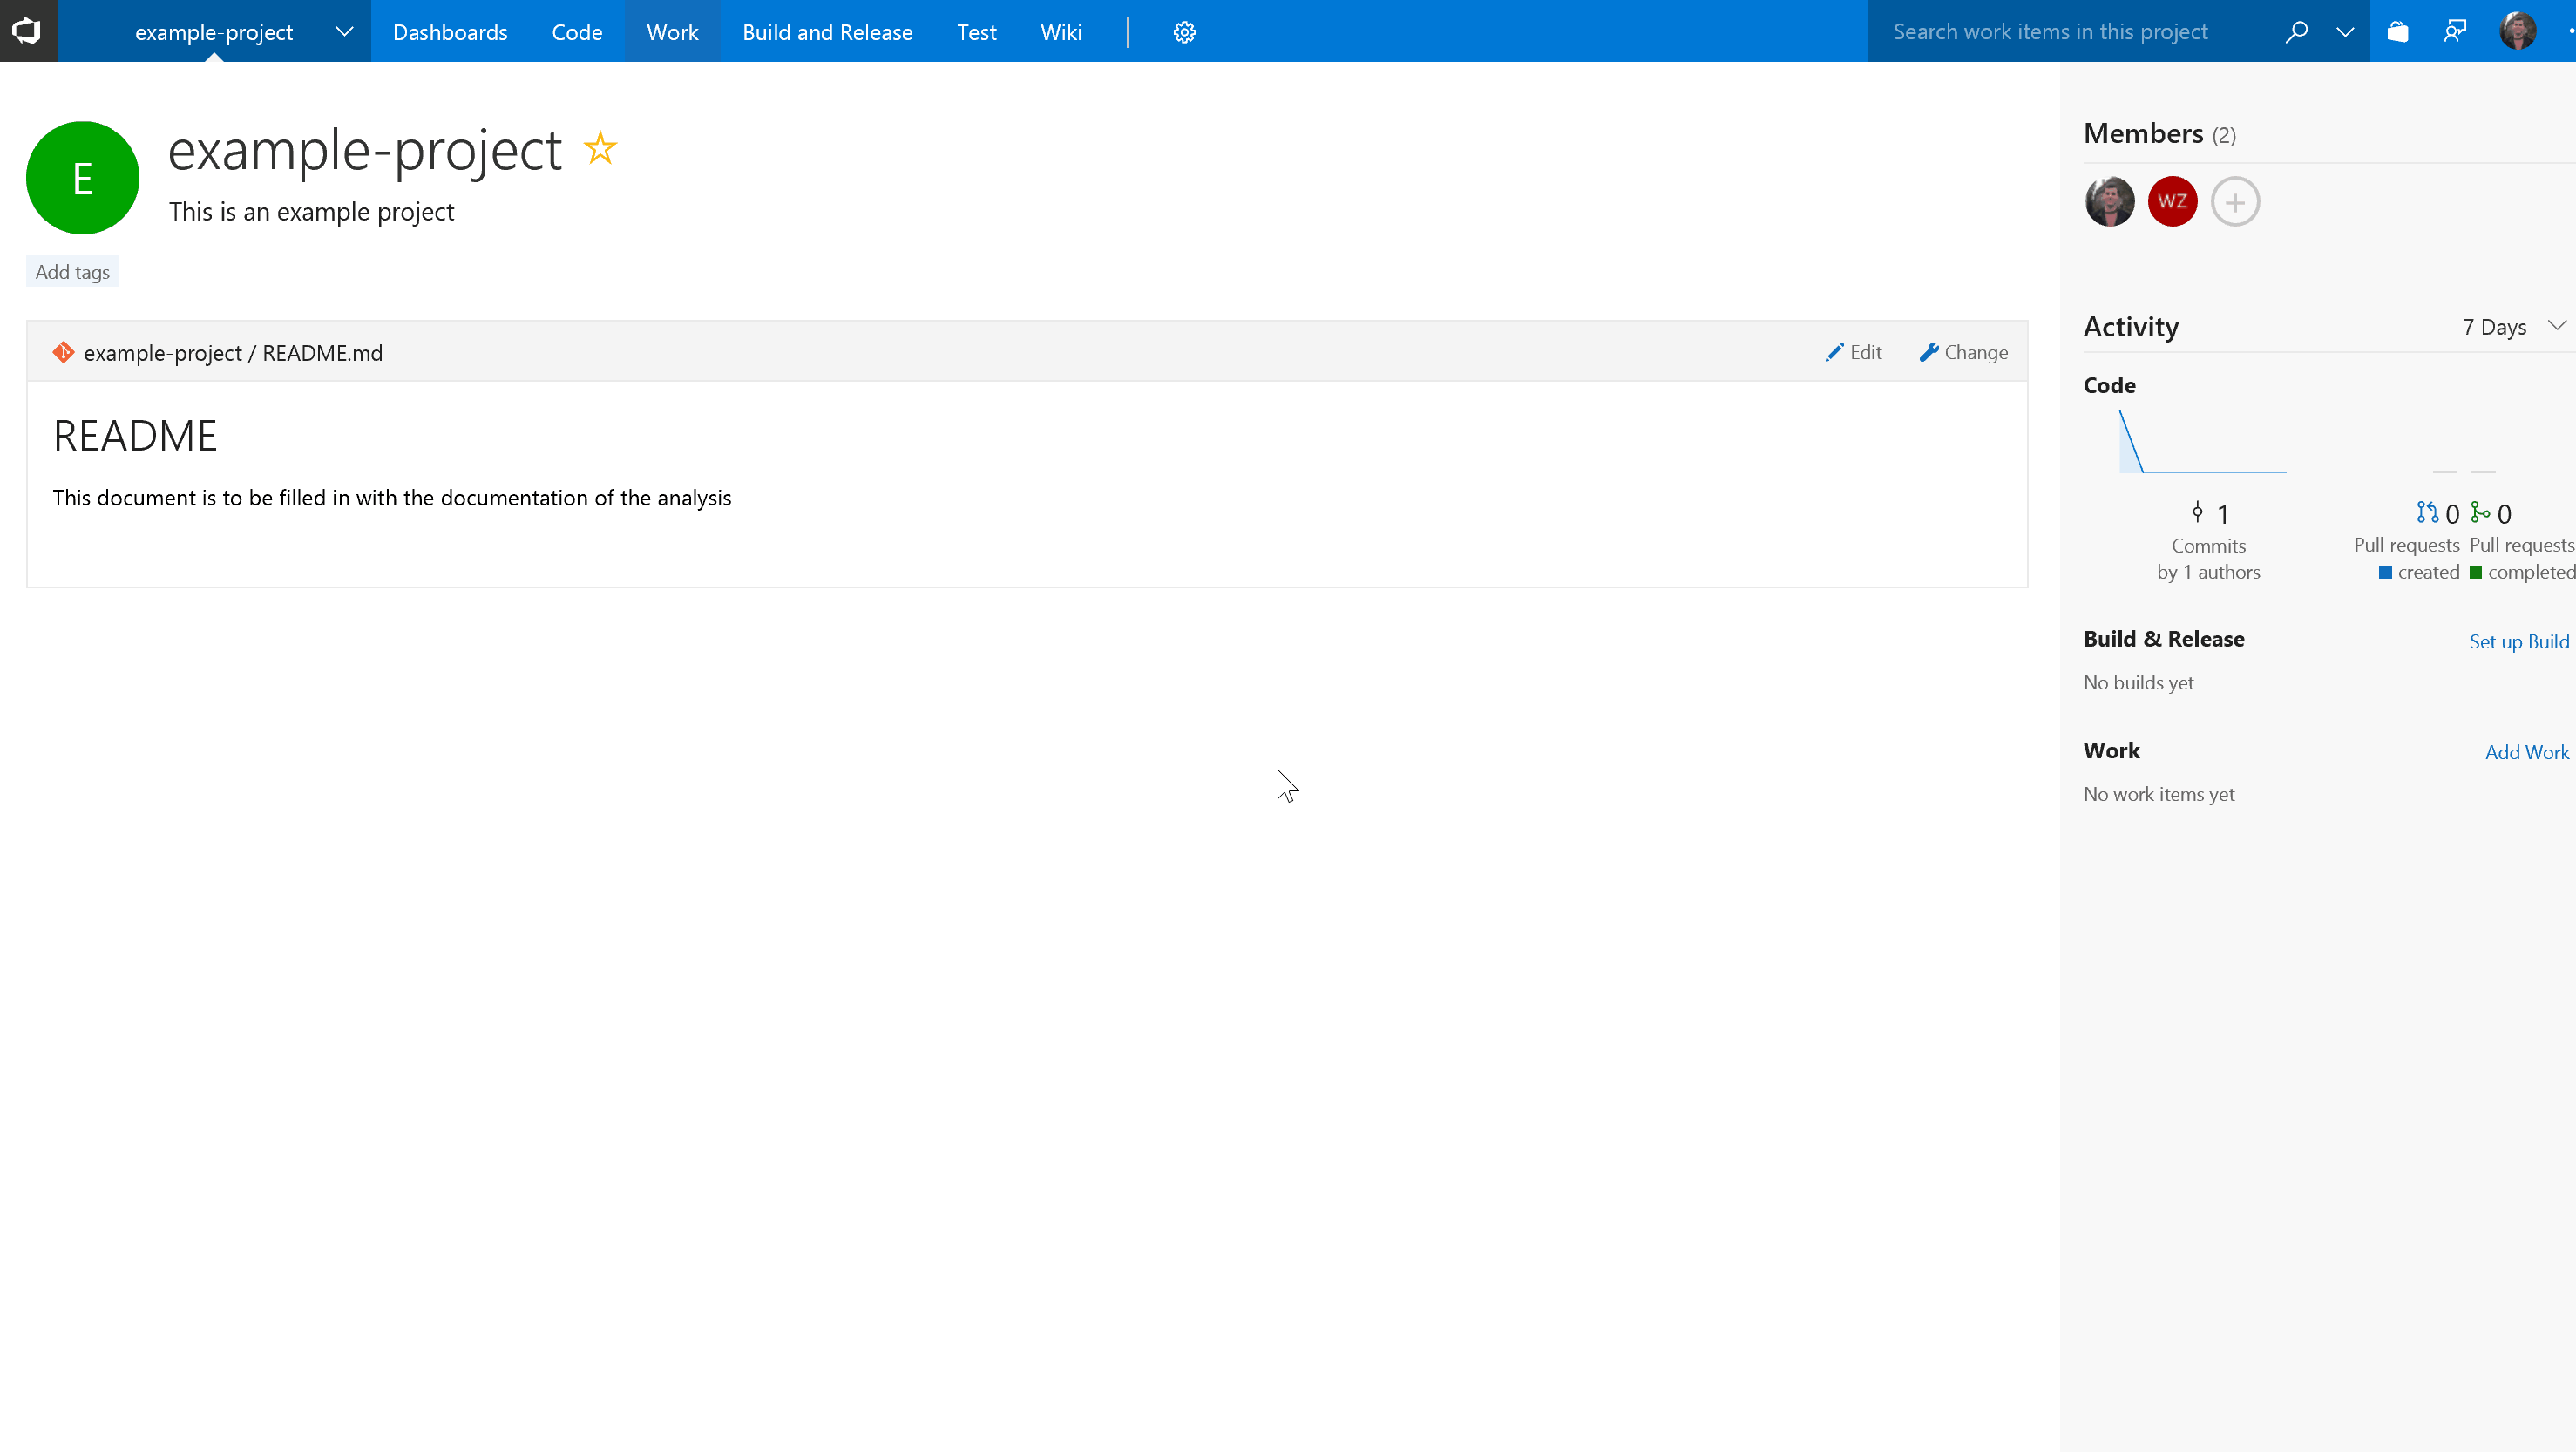 example-project
Dashboards
Code
Work
Build and Release
Test
Wiki
Search work items in this project
E
example-project
This is an example project
Add tags
example-project / README.md
Edit
Change
README
This document is to be filled in with the documentation of the analysis
Members (2)
WZ
Activity
7 Days
Code
1
Commits
by 1 authors
0
Pull requests
created
0
Pull requests
completed
Build & Release
Set up Build
No builds yet
Work
Add Work
No work items yet